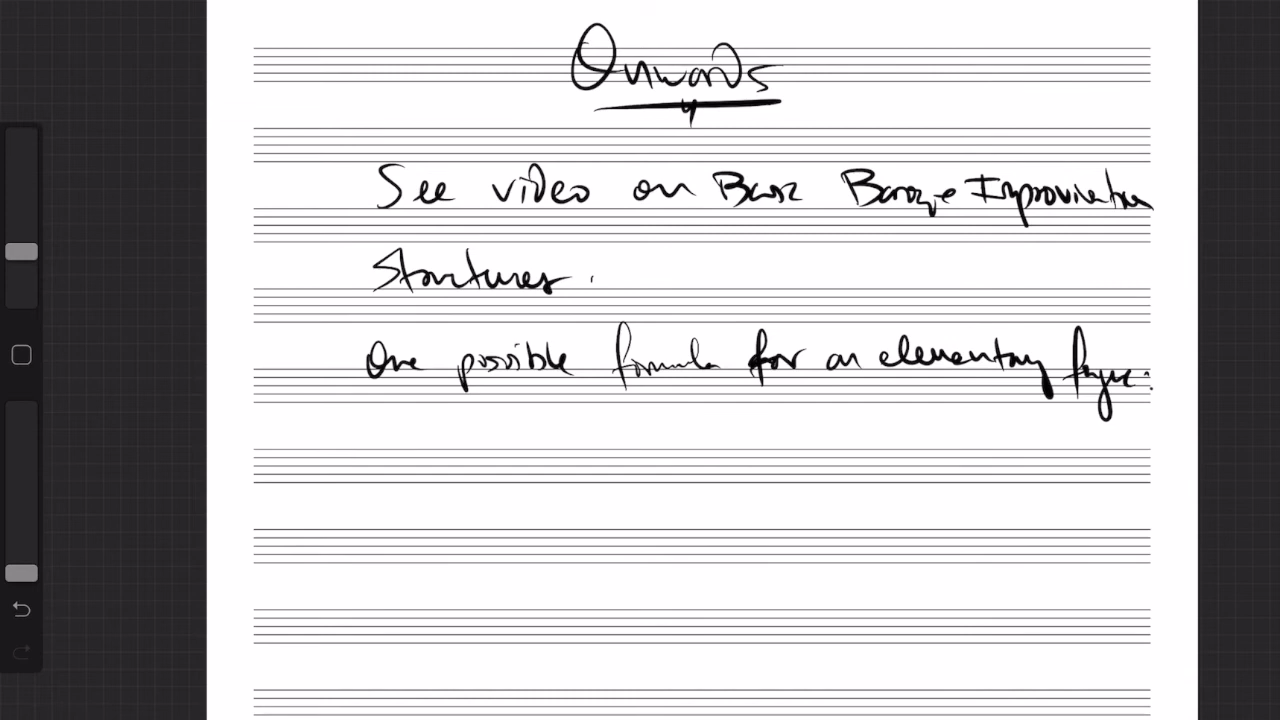 Onwards
See video on Basic Baroque Improvisation
Structures.
One possible formula for an elementary fugue: